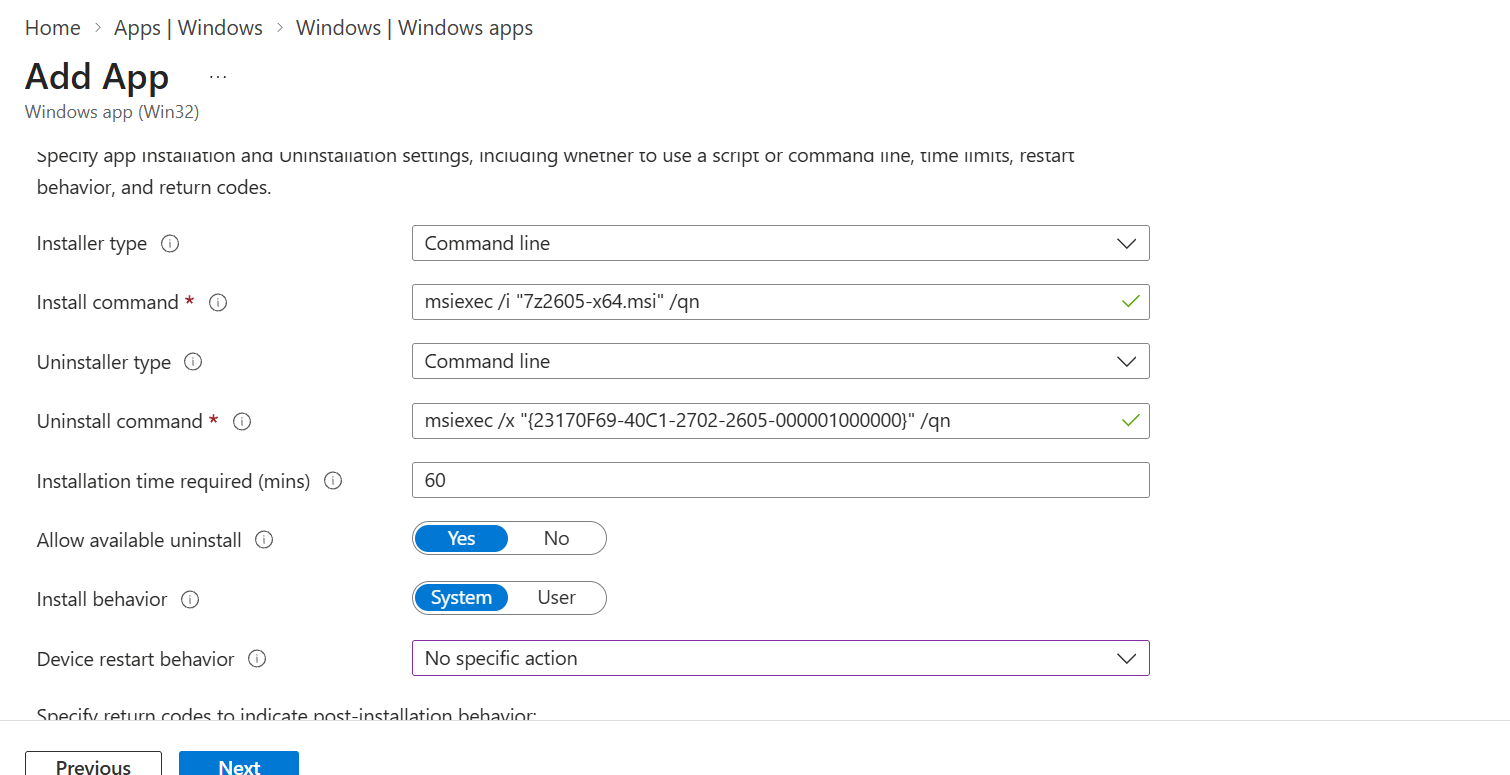 Home > Apps | Windows > Windows | Windows apps
Add App ...
Windows app (Win32)
Specify app installation and Uninstallation settings, including whether to use a script or command line, time limits, restart
behavior, and return codes.
Installer type Command line
Install command * msiexec /i "7z2605-x64.msi" /qn
Uninstaller type Command line
Uninstall command * msiexec /x "{23170F69-40C1-2702-2605-000001000000}" /qn
Installation time required (mins) 60
Allow available uninstall Yes No
Install behavior System User
Device restart behavior No specific action
Specify return codes to indicate post-installation behavior:
Previous Next